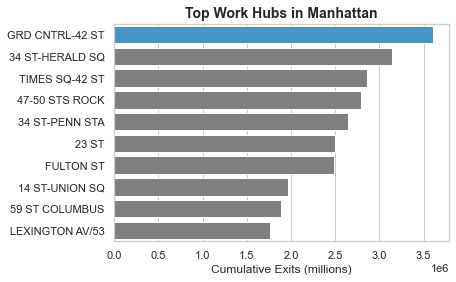 Top Work Hubs in Manhattan
GRD CNTRL-42 ST
34 ST-HERALD SQ
TIMES SQ-42 ST
47-50 STS ROCK
34 ST-PENN STA
23 ST
FULTON ST
14 ST-UNION SQ
59 ST COLUMBUS
LEXINGTON AV/53
0.0 0.5 1.0 1.5 2.0 2.5 3.0 3.5
1e6
Cumulative Exits (millions)